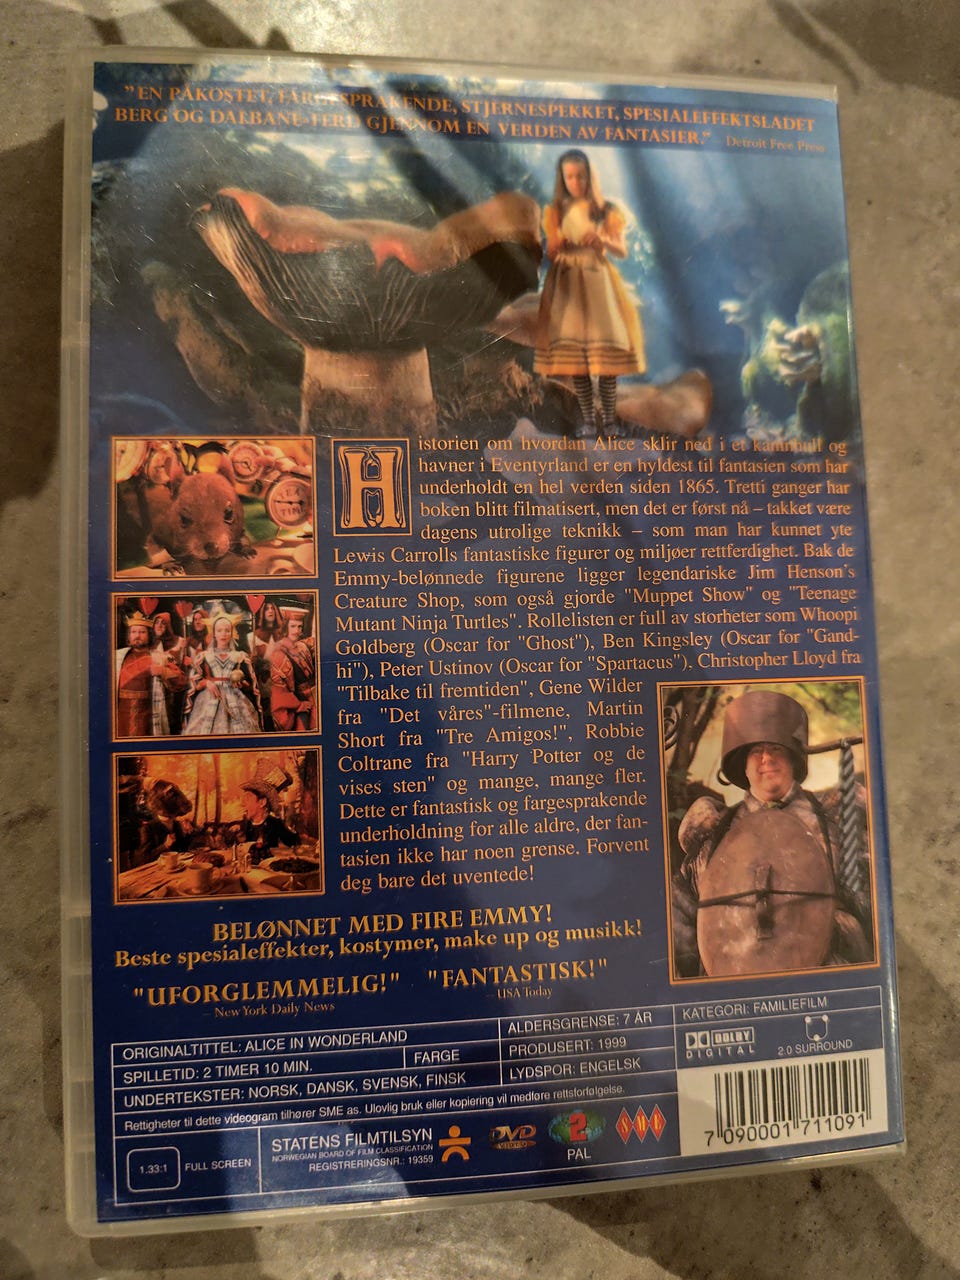 "EN PÅKOSTET, FARGESPRAKENDE, STJERNESPEKKET, SPESIALEFFEKTSLADET
BERG OG DALBANE-FERD GJENNOM EN VERDEN AV FANTASIER."
Detroit Free Press
TEA TIME
Historien om hvordan Alice sklir ned i et kaninhull og
havner i Eventyrland er en hyldest til fantasien som har
underholdt en hel verden siden 1865. Tretti ganger har
boken blitt filmatisert, men det er først nå – takket være
dagens utrolige teknikk – som man har kunnet yte
Lewis Carrolls fantastiske figurer og miljøer rettferdighet. Bak de
Emmy-belønnede figurene ligger legendariske Jim Henson's
Creature Shop, som også gjorde "Muppet Show" og "Teenage
Mutant Ninja Turtles". Rollelisten er full av storheter som Whoopi
Goldberg (Oscar for "Ghost"), Ben Kingsley (Oscar for "Gand-
hi"), Peter Ustinov (Oscar for "Spartacus"), Christopher Lloyd fra
"Tilbake til fremtiden", Gene Wilder
fra "Det våres"-filmene, Martin
Short fra "Tre Amigos!", Robbie
Coltrane fra "Harry Potter og de
vises sten" og mange, mange fler.
Dette er fantastisk og fargesprakende
underholdning for alle aldre, der fan-
tasien ikke har noen grense. Forvent
deg bare det uventede!
BELØNNET MED FIRE EMMY!
Beste spesialeffekter, kostymer, make up og musikk!
"UFORGLEMMELIG!"
– New York Daily News
"FANTASTISK!"
– USA Today
ORIGINALTITTEL: ALICE IN WONDERLAND
SPILLETID: 2 TIMER 10 MIN.
FARGE
UNDERTEKSTER: NORSK, DANSK, SVENSK, FINSK
ALDERSGRENSE: 7 ÅR
PRODUSERT: 1999
LYDSPOR: ENGELSK
KATEGORI: FAMILIEFILM
DOLBY
DIGITAL
2.0 SURROUND
Rettigheter til dette videogram tilhører SME as. Ulovlig bruk eller kopiering vil medføre rettsforfølgelse.
1.33:1
FULL SCREEN
STATENS FILMTILSYN
NORWEGIAN BOARD OF FILM CLASSIFICATION
REGISTRERINGSNR.: 19359
DVD
VIDEO
2
PAL
SME
7 090001 711091